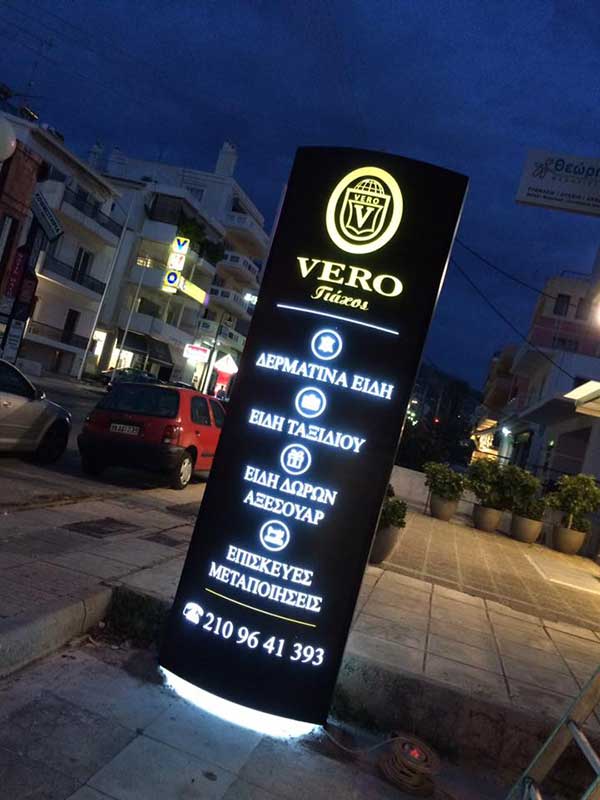 VERO
V
VERO
Γιάχος
ΔΕΡΜΑΤΙΝΑ ΕΙΔΗ
ΕΙΔΗ ΤΑΞΙΔΙΟΥ
ΕΙΔΗ ΔΩΡΩΝ
ΑΞΕΣΟΥΑΡ
ΕΠΙΣΚΕΥΕΣ
ΜΕΤΑΠΟΙΗΣΕΙΣ
210 96 41 393